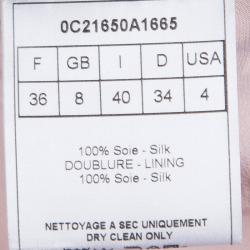 0C21650A1665
F GB I D USA
36 8 40 34 4
100% Soie - Silk
DOUBLURE - LINING
100% Soie - Silk
NETTOYAGE A SEC UNIQUEMENT
DRY CLEAN ONLY